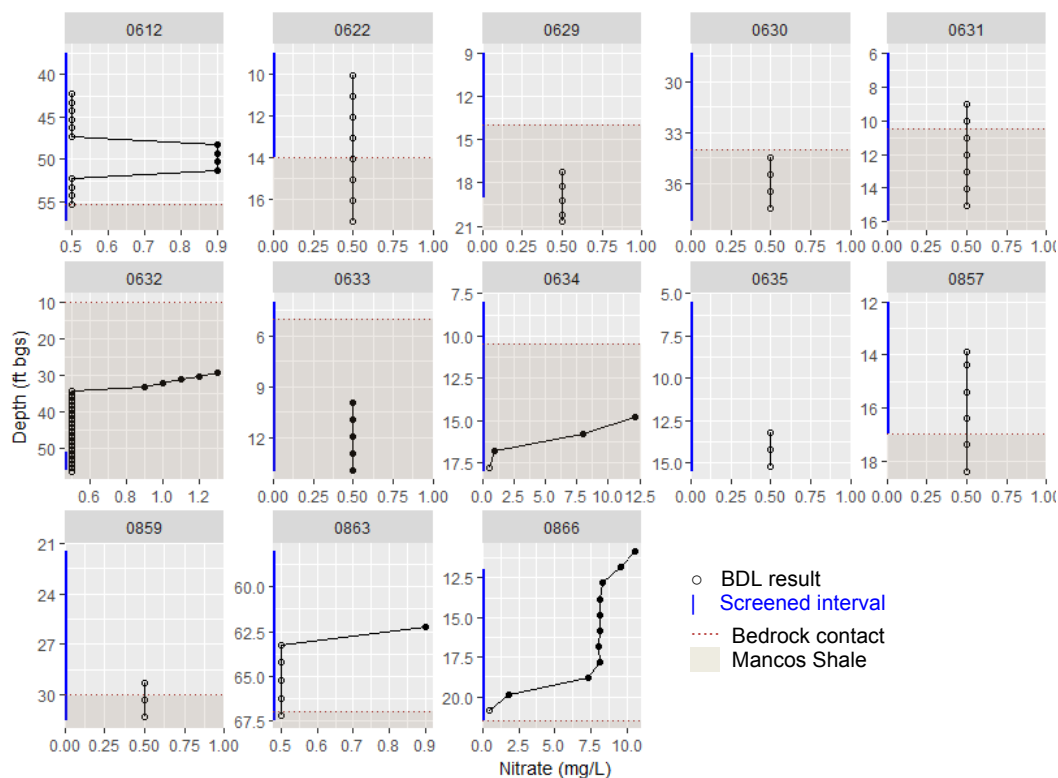 0612 0622 0629 0630 0631
40 45 50 55
0.5 0.6 0.7 0.8 0.9
10 12 14 16
0.00 0.25 0.50 0.75 1.00
9 12 15 18 21
0.00 0.25 0.50 0.75 1.00
30 33 36
0.00 0.25 0.50 0.75 1.00
6 7 8 9 10 11 12 13 14 15 16
0.00 0.25 0.50 0.75 1.00
Depth (ft bgs)
0632 0633 0634 0635 0857
10 20 30 40 50
0.6 0.8 1.0 1.2
6 9 12
0.00 0.25 0.50 0.75 1.00
7.5 10.0 12.5 15.0 17.5
0.0 2.5 5.0 7.5 10.0 12.5
5.0 7.5 10.0 12.5 15.0
0.00 0.25 0.50 0.75 1.00
12 14 16 18
0.00 0.25 0.50 0.75 1.00
0859 0863 0866
21 24 27 30
0.00 0.25 0.50 0.75 1.00
60.0 62.5 65.0 67.5
0.5 0.6 0.7 0.8 0.9
12.5 15.0 17.5 20.0
0.0 2.5 5.0 7.5 10.0
BDL result
Screened interval
Bedrock contact
Mancos Shale
Nitrate (mg/L)